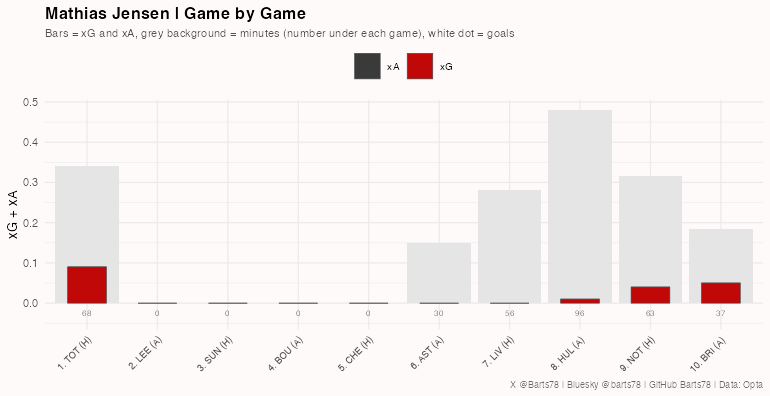 Mathias Jensen | Game by Game
Bars = xG and xA, grey background = minutes (number under each game), white dot = goals
xA xG
xG + xA
0.5
0.4
0.3
0.2
0.1
0.0
68 0 0 0 0 30 56 96 63 37
1. TOT (H)
2. LEE (A)
3. SUN (H)
4. BOU (A)
5. CHE (H)
6. AST (A)
7. LIV (H)
8. HUL (A)
9. NOT (H)
10. BRI (A)
X @Barts78 | Bluesky @barts78 | GitHub Barts78 | Data: Opta